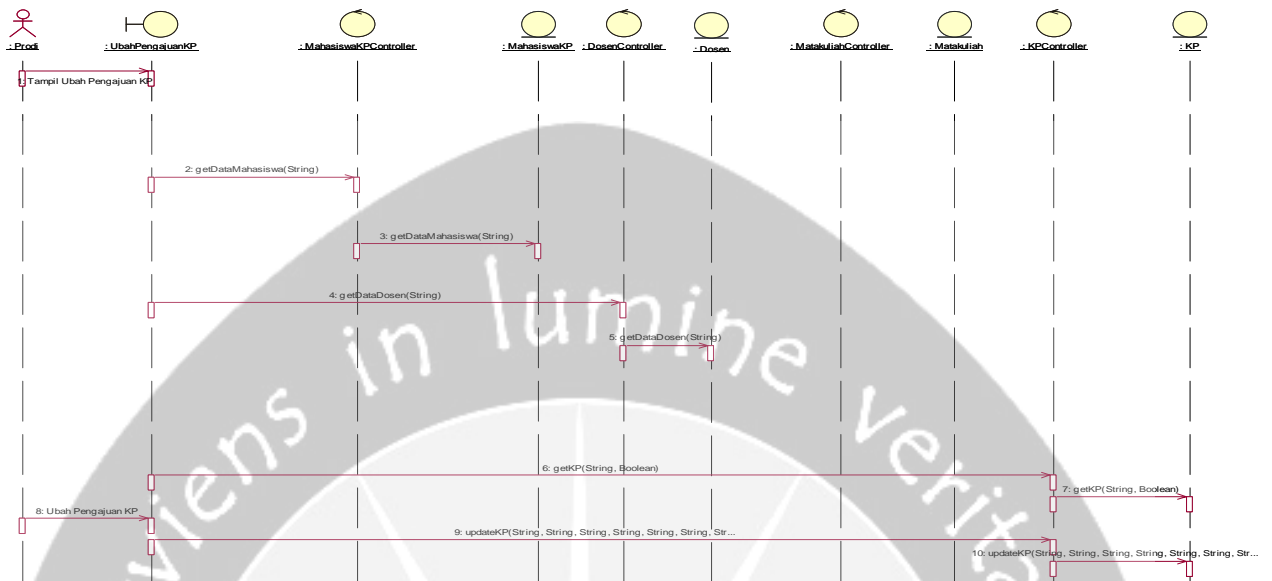 : Prodi
: UbahPengajuanKP
: MahasiswaKPController
: MahasiswaKP
: DosenController
: Dosen
: MatakuliahController
: Matakuliah
: KPController
: KP
1: Tampil Ubah Pengajuan KP
2: getDataMahasiswa(String)
3: getDataMahasiswa(String)
4: getDataDosen(String)
5: getDataDosen(String)
6: getKP(String, Boolean)
7: getKP(String, Boolean)
8: Ubah Pengajuan KP
9: updateKP(String, String, String, String, String, String, Str...
10: updateKP(String, String, String, String, String, String, Str...
viens in lumine verita